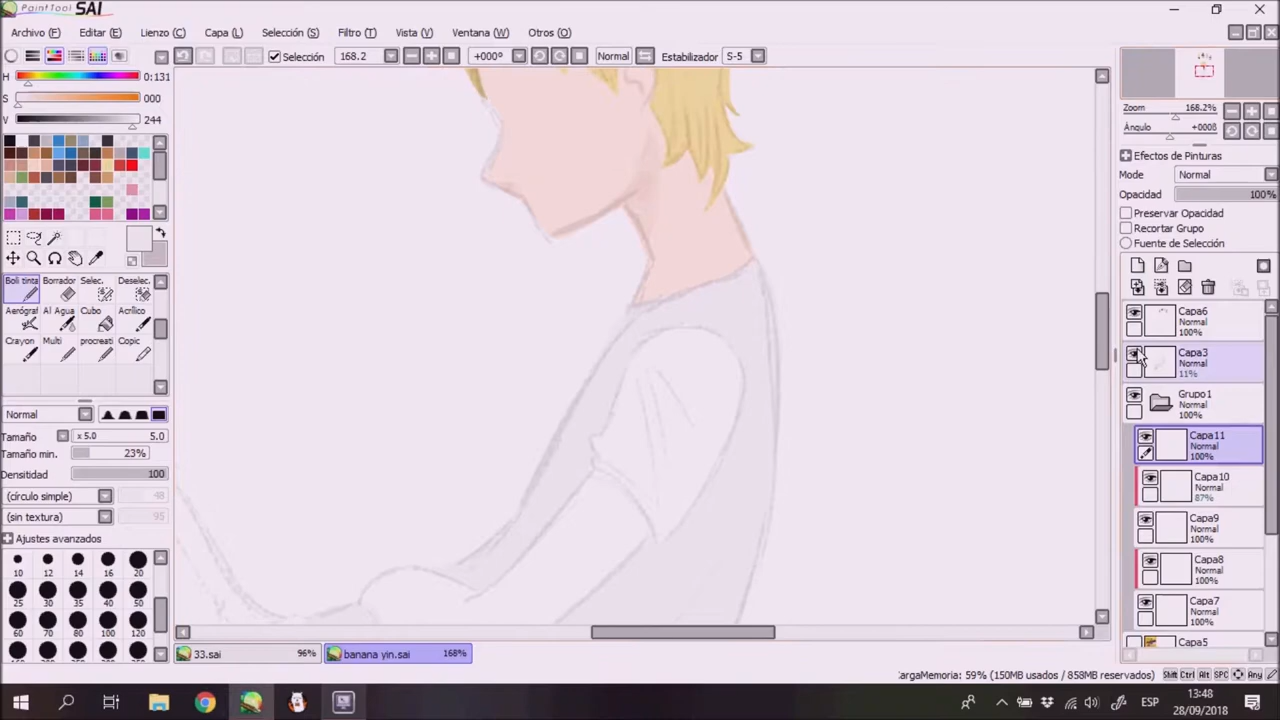 PaintTool SAI
Archivo (F) Editar (E) Lienzo (C) Capa (L) Selección (S) Filtro (T) Vista (V) Ventana (W) Otros (O)
Selección 168.2 +000º Normal Estabilizador S-5
H 0:131
S 000
V 244
Zoom 168.2%
Ángulo +000ß
Efectos de Pinturas
Mode Normal
Opacidad 100%
Preservar Opacidad
Recortar Grupo
Fuente de Selección
Boli tinta Borrador Selec. Deselec.
Aerógraf Al Agua Cubo Acrílico
Crayon Multi procreati Copic
Normal
Tamaño x 5.0 5.0
Tamaño min. 23%
Densitidad 100
(círculo simple) 48
(sin textura) 95
Ajustes avanzados
10 12 14 16 20
25 30 35 40 50
60 70 80 100 120
Capa6
Normal
100%
Capa3
Normal
11%
Grupo1
Normal
100%
Capa11
Normal
100%
Capa10
Normal
87%
Capa9
Normal
100%
Capa8
Normal
100%
Capa7
Normal
100%
Capa5
33.sai 96% banana yin.sai 168%
CargaMemoria: 59% (150MB usados / 858MB reservados) Shift Ctrl Alt SPC Any
ESP
13:48
28/09/2018